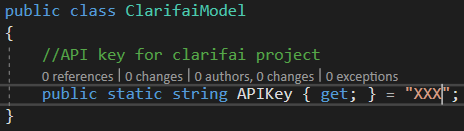 public class ClarifaiModel
{
//API key for clarifai project
0 references | 0 changes | 0 authors, 0 changes | 0 exceptions
public static string APIKey { get; } = "XXX";
}